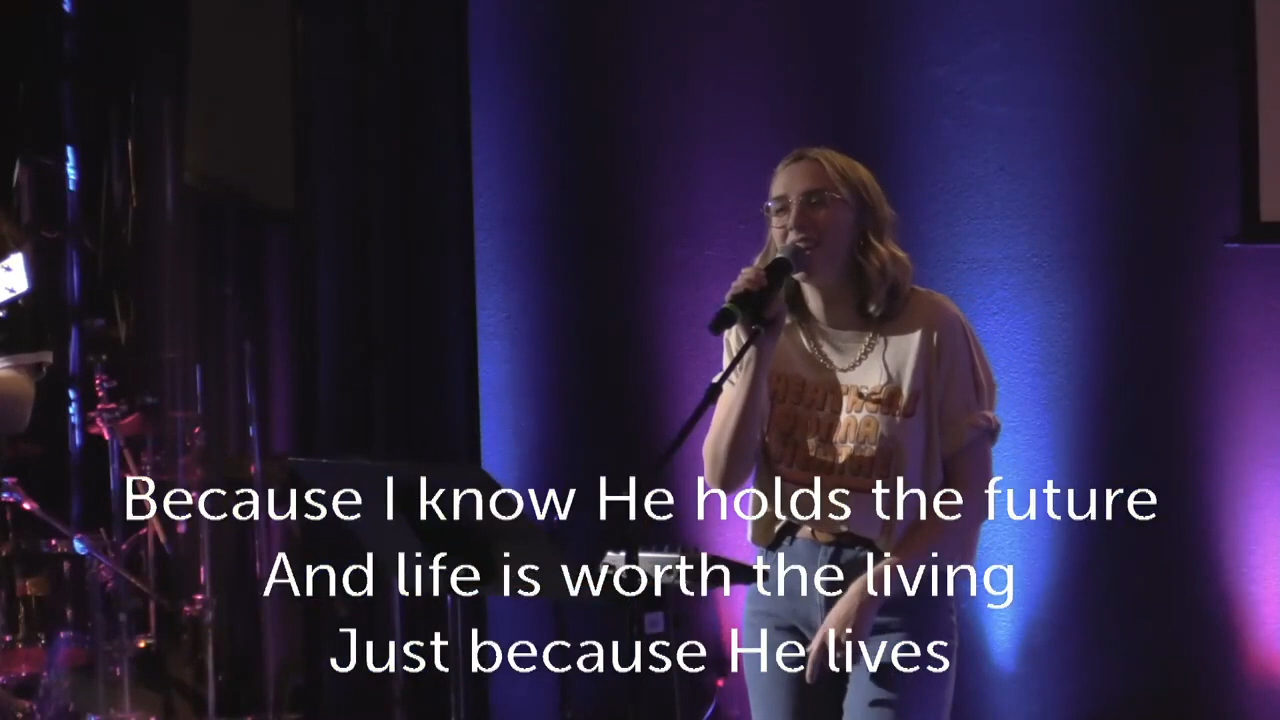 Because I know He holds the future
And life is worth the living
Just because He lives